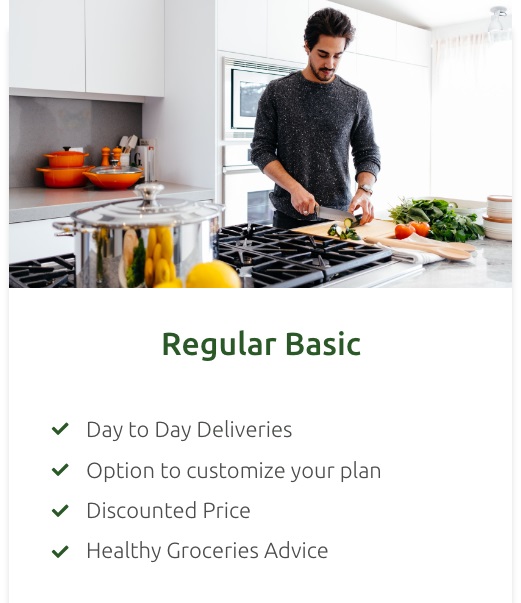 Regular Basic
Day to Day Deliveries
Option to customize your plan
Discounted Price
Healthy Groceries Advice